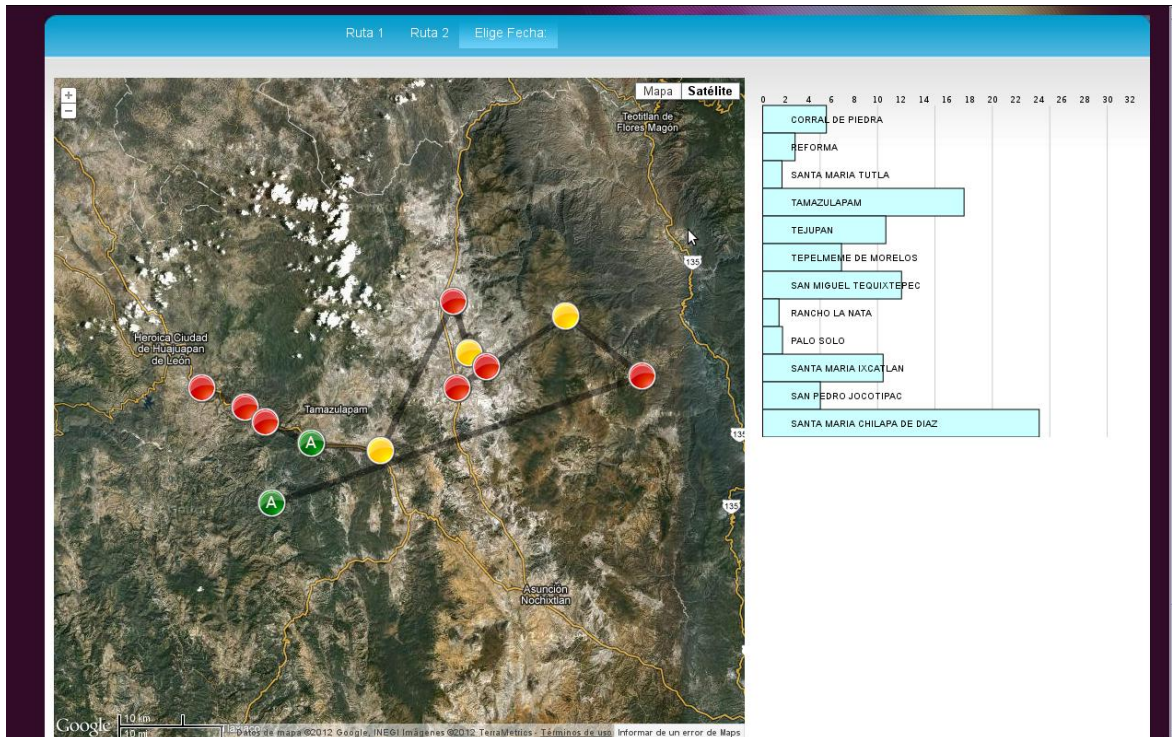 Ruta 1 Ruta 2 Elige Fecha:
+
−
Mapa Satélite
Teotitlan de
Flores Magón
135
Heroica Ciudad
de Huajuapan
de León
Tamazulapam
A
A
135
135
Asunción
Nochixtlán
Google
10 km
10 mi
Tlaxiaco
Datos de mapa ©2012 Google, INEGI Imágenes ©2012 TerraMetrics - Términos de uso Informar de un error de Maps
0 2 4 6 8 10 12 14 16 18 20 22 24 26 28 30 32
CORRAL DE PIEDRA
REFORMA
SANTA MARIA TUTLA
TAMAZULAPAM
TEJUPAN
TEPELMEME DE MORELOS
SAN MIGUEL TEQUIXTEPEC
RANCHO LA NATA
PALO SOLO
SANTA MARIA IXCATLAN
SAN PEDRO JOCOTIPAC
SANTA MARIA CHILAPA DE DIAZ